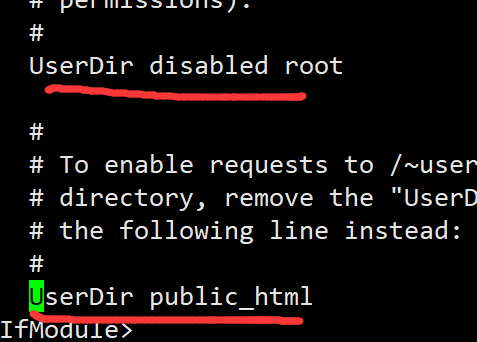 # permissions).
#
UserDir disabled root
#
# To enable requests to /~user
# directory, remove the "UserD
# the following line instead:
#
UserDir public_html
IfModule>